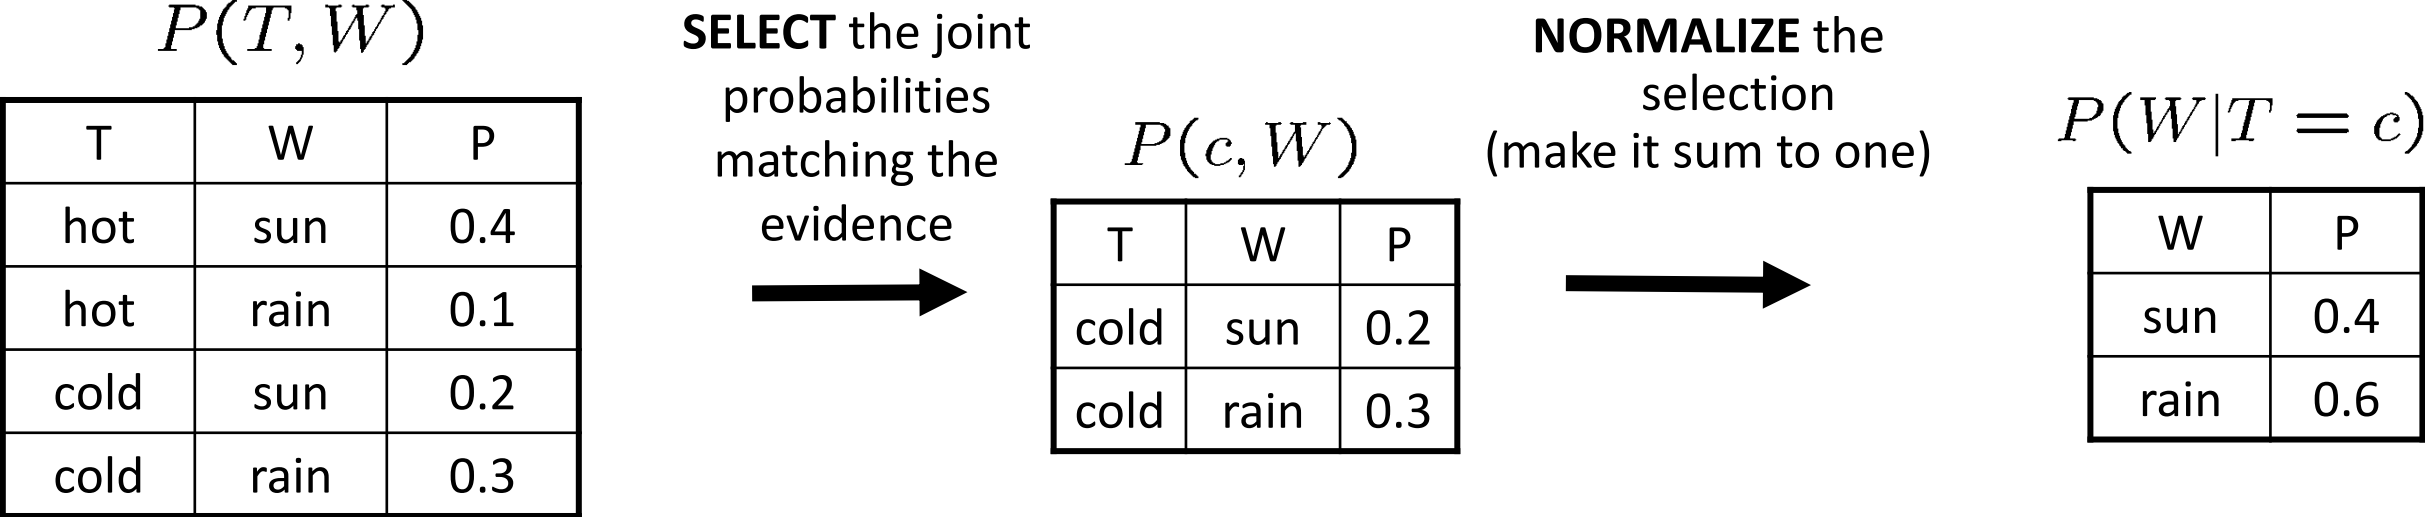 P(T, W)
T W P
hot sun 0.4
hot rain 0.1
cold sun 0.2
cold rain 0.3
SELECT the joint
probabilities
matching the
evidence
P(c, W)
T W P
cold sun 0.2
cold rain 0.3
NORMALIZE the
selection
(make it sum to one)
P(W|T = c)
W P
sun 0.4
rain 0.6